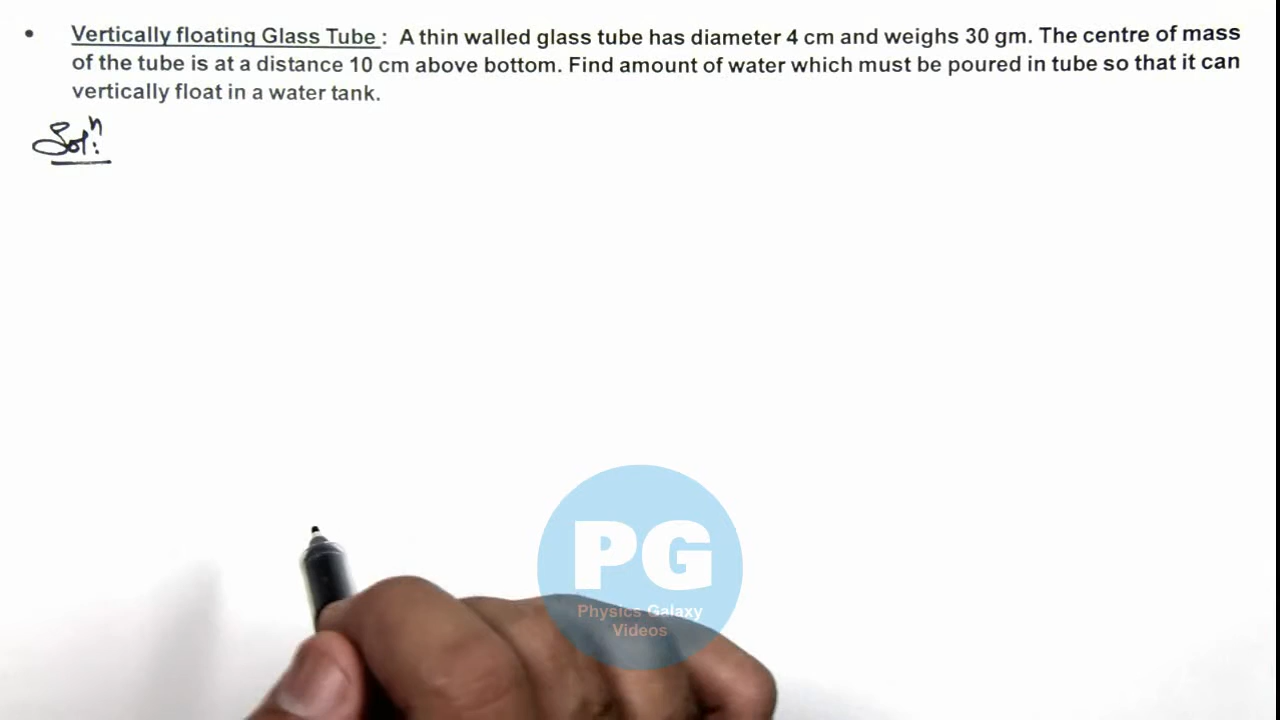 • Vertically floating Glass Tube : A thin walled glass tube has diameter 4 cm and weighs 30 gm. The centre of mass
of the tube is at a distance 10 cm above bottom. Find amount of water which must be poured in tube so that it can
vertically float in a water tank.
Solⁿ:
PG
Physics Galaxy
Videos